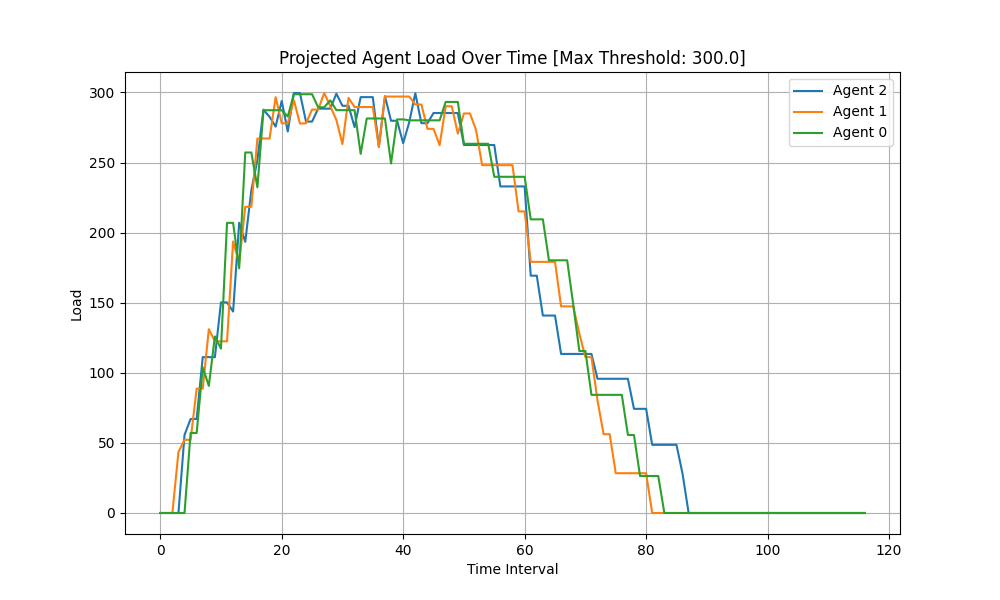 Projected Agent Load Over Time [Max Threshold: 300.0]
Agent 2
Agent 1
Agent 0
Load
300
250
200
150
100
50
0
0 20 40 60 80 100 120
Time Interval